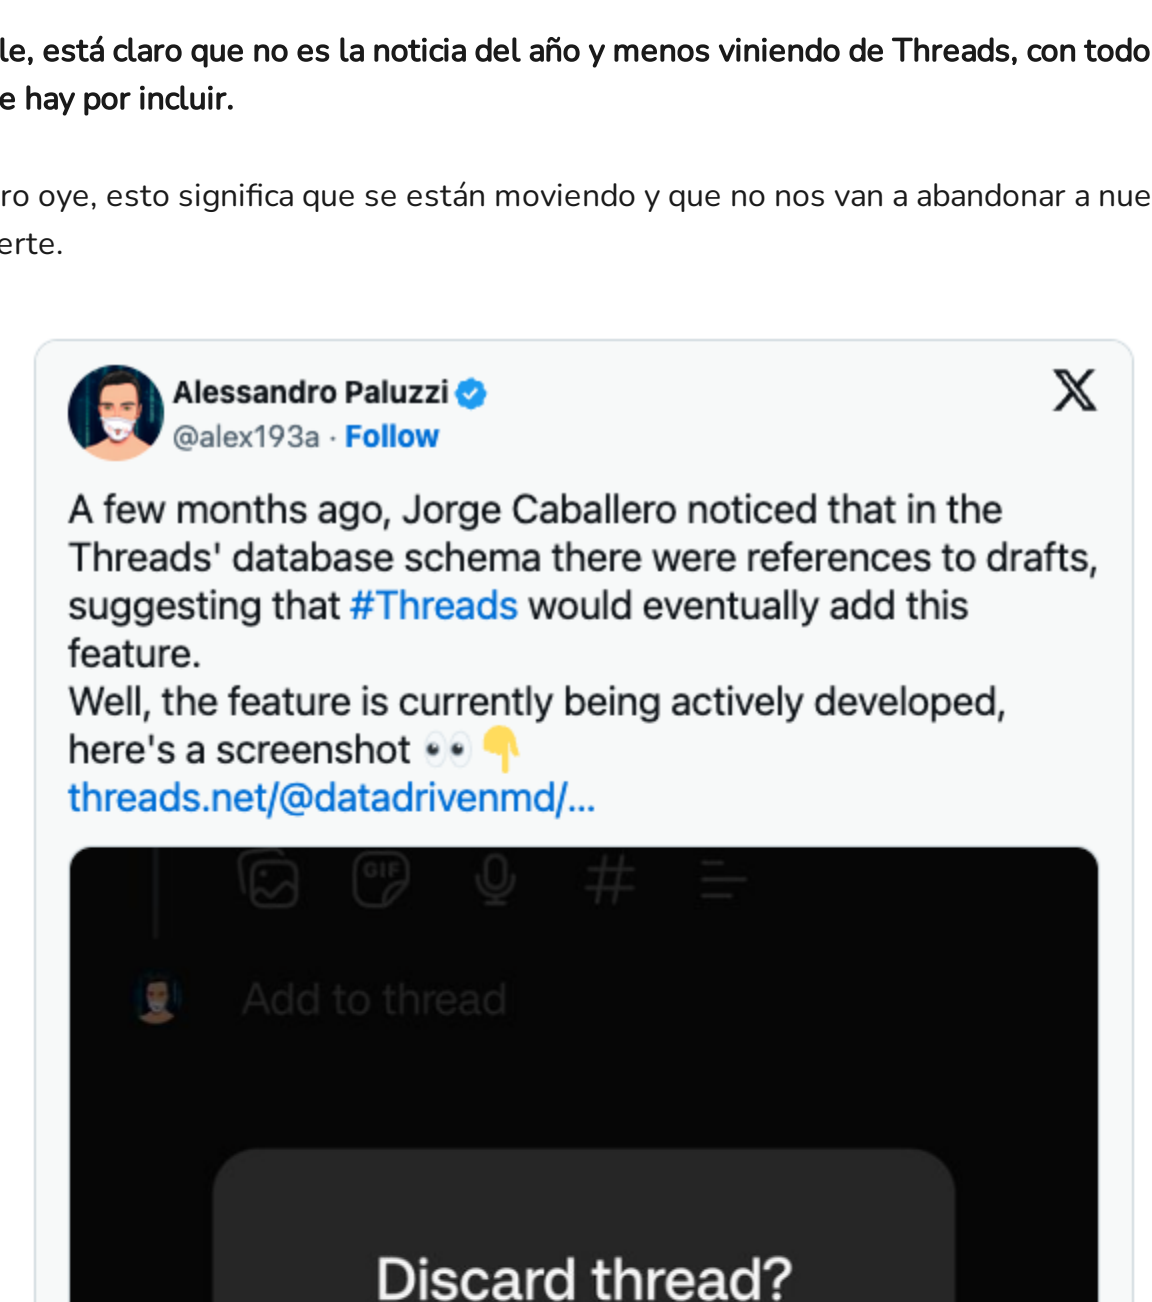 le, está claro que no es la noticia del año y menos viniendo de Threads, con todo
e hay por incluir.
ro oye, esto significa que se están moviendo y que no nos van a abandonar a nue
erte.
Alessandro Paluzzi
@alex193a · Follow
A few months ago, Jorge Caballero noticed that in the
Threads' database schema there were references to drafts,
suggesting that #Threads would eventually add this
feature.
Well, the feature is currently being actively developed,
here's a screenshot 👀👇
threads.net/@datadrivenmd/...
GIF
Add to thread
Discard thread?